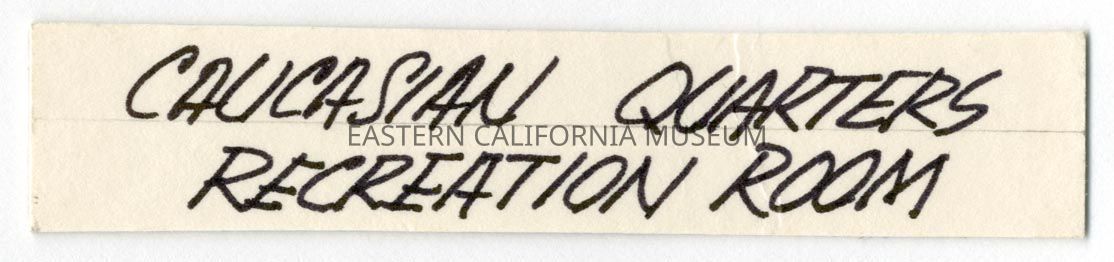 CAUCASIAN QUARTERS
EASTERN CALIFORNIA MUSEUM
RECREATION ROOM